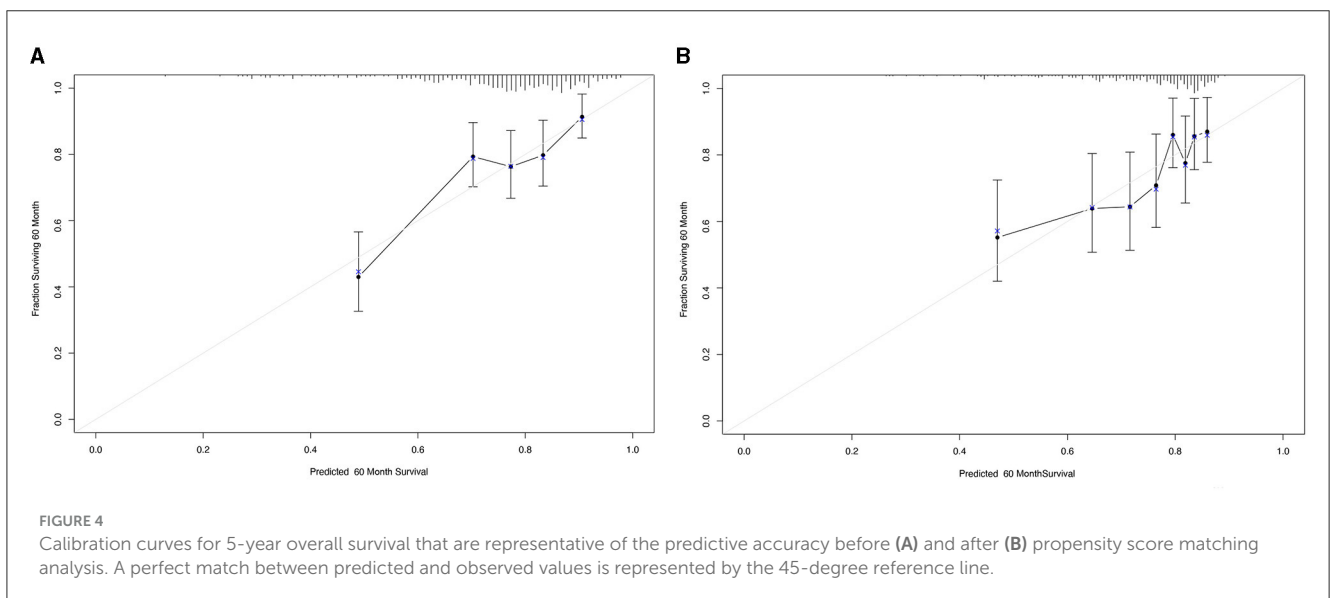 A
B
1.0
0.8
0.6
0.4
0.2
0.0
Fraction Surviving 60 Month
0.0 0.2 0.4 0.6 0.8 1.0
Predicted 60 Month Survival
1.0
0.8
0.6
0.4
0.2
0.0
Fraction Surviving 60 Month
0.0 0.2 0.4 0.6 0.8 1.0
Predicted 60 MonthSurvival
FIGURE 4
Calibration curves for 5-year overall survival that are representative of the predictive accuracy before (A) and after (B) propensity score matching
analysis. A perfect match between predicted and observed values is represented by the 45-degree reference line.